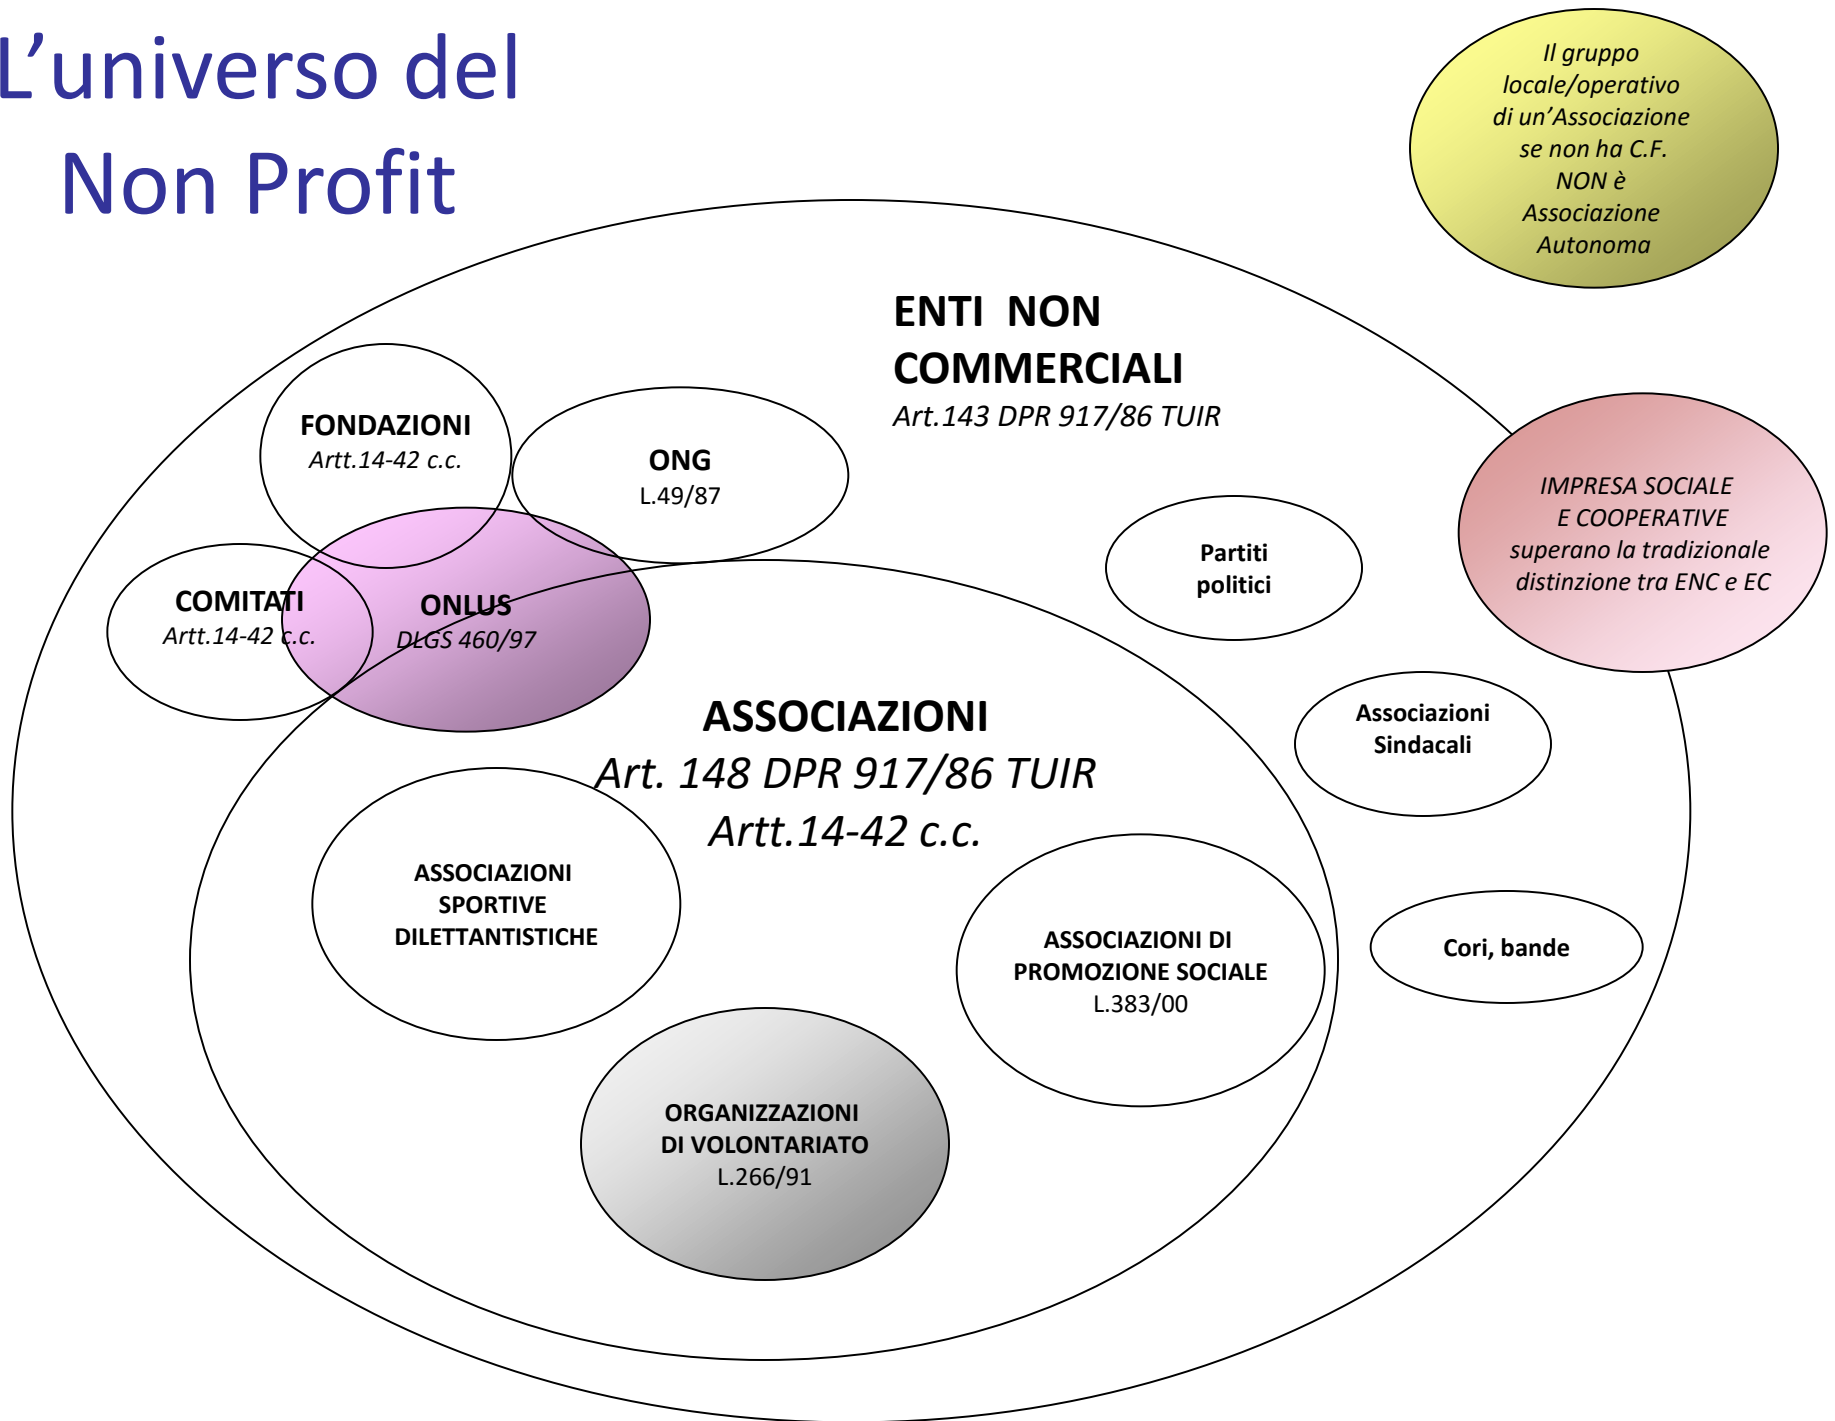 L’universo del
Non Profit
Il gruppo
locale/operativo
di un’Associazione
se non ha C.F.
NON è
Associazione
Autonoma
ENTI NON
COMMERCIALI
Art.143 DPR 917/86 TUIR
FONDAZIONI
Artt.14-42 c.c.
ONG
L.49/87
IMPRESA SOCIALE
E COOPERATIVE
superano la tradizionale
distinzione tra ENC e EC
Partiti
politici
COMITATI
Artt.14-42 c.c.
ONLUS
DLGS 460/97
Associazioni
Sindacali
ASSOCIAZIONI
Art. 148 DPR 917/86 TUIR
Artt.14-42 c.c.
ASSOCIAZIONI
SPORTIVE
DILETTANTISTICHE
ASSOCIAZIONI DI
PROMOZIONE SOCIALE
L.383/00
Cori, bande
ORGANIZZAZIONI
DI VOLONTARIATO
L.266/91